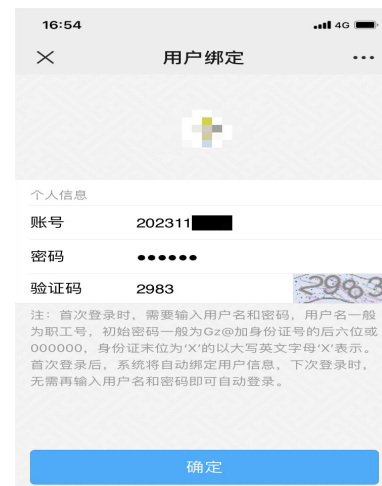 16:54
4G
用户绑定
个人信息
账号 202311
密码 ••••••
验证码 2983 2983
注：首次登录时，需要输入用户名和密码，用户名一般
为职工号，初始密码一般为Gz@加身份证号的后六位或
000000，身份证末位为‘X’的以大写英文字母‘X’表示。
首次登录后，系统将自动绑定用户信息，下次登录时，
无需再输入用户名和密码即可自动登录。
确定